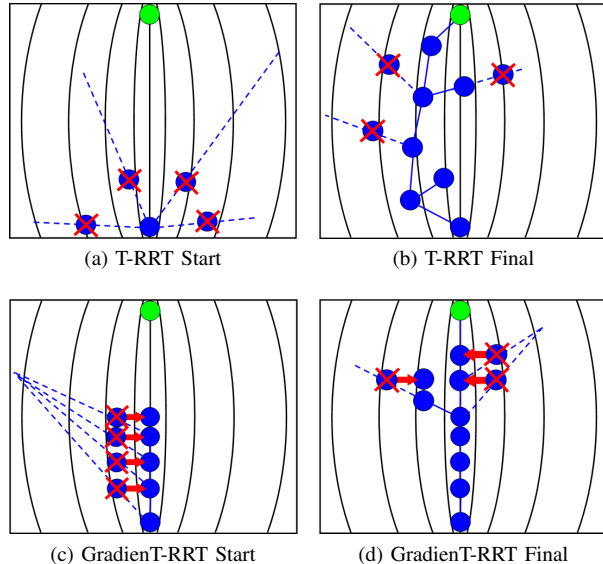 (a) T-RRT Start
(b) T-RRT Final
(c) GradienT-RRT Start
(d) GradienT-RRT Final